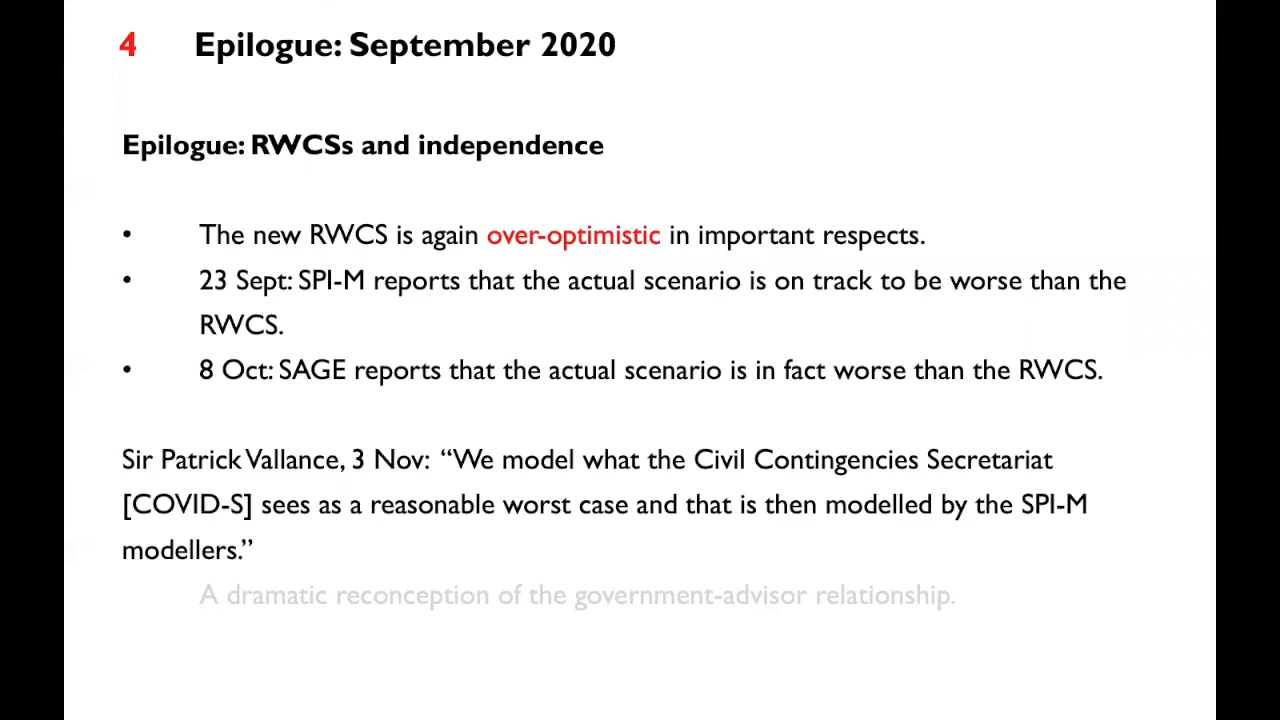 4 Epilogue: September 2020
Epilogue: RWCSs and independence
• The new RWCS is again over-optimistic in important respects.
• 23 Sept: SPI-M reports that the actual scenario is on track to be worse than the
RWCS.
• 8 Oct: SAGE reports that the actual scenario is in fact worse than the RWCS.
Sir Patrick Vallance, 3 Nov: “We model what the Civil Contingencies Secretariat
[COVID-S] sees as a reasonable worst case and that is then modelled by the SPI-M
modellers.”
A dramatic reconception of the government-advisor relationship.